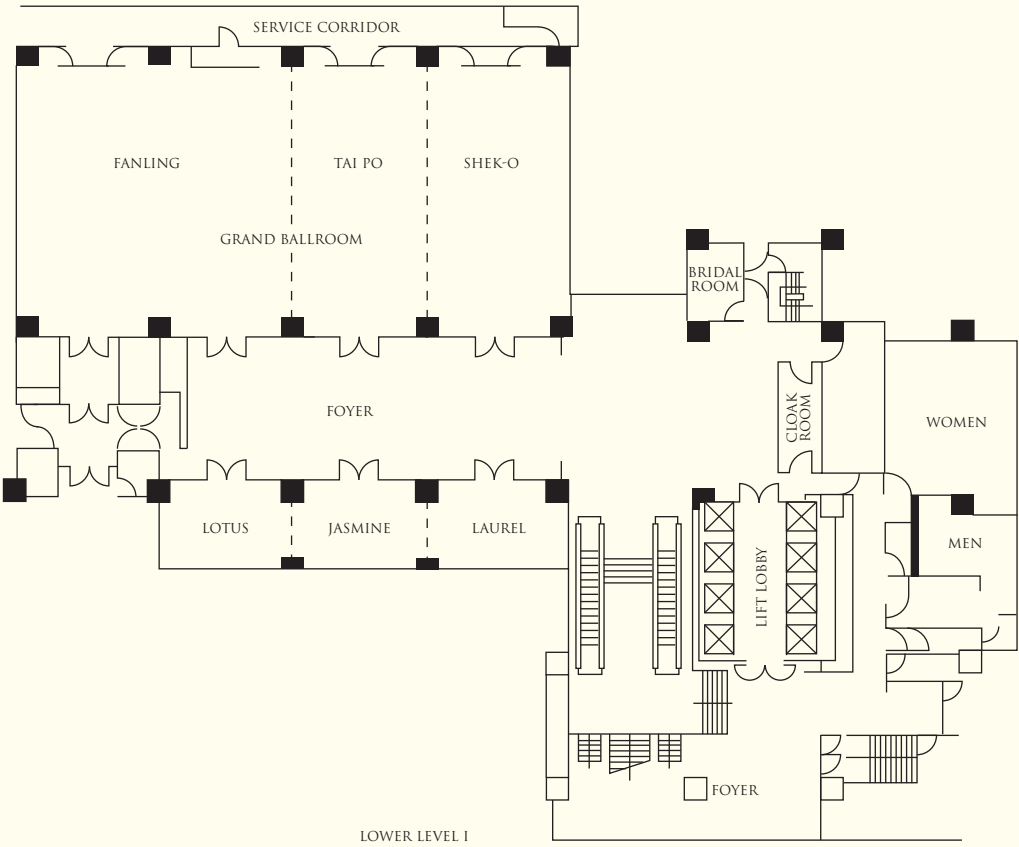 SERVICE CORRIDOR
FANLING
TAI PO
SHEK-O
GRAND BALLROOM
BRIDAL
ROOM
FOYER
CLOAK
ROOM
WOMEN
LOTUS
JASMINE
LAUREL
LIFT LOBBY
MEN
FOYER
LOWER LEVEL I